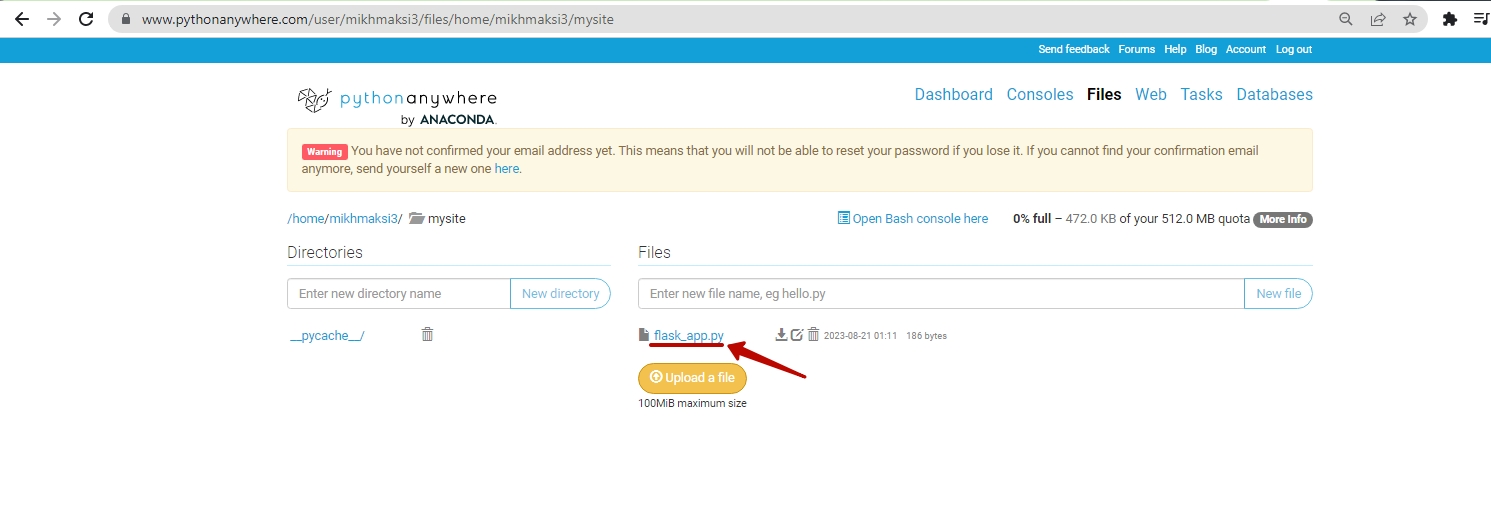 www.pythonanywhere.com/user/mikhmaksi3/files/home/mikhmaksi3/mysite
Send feedback Forums Help Blog Account Log out
pythonanywhere
by ANACONDA.
Dashboard Consoles Files Web Tasks Databases
Warning You have not confirmed your email address yet. This means that you will not be able to reset your password if you lose it. If you cannot find your confirmation email
anymore, send yourself a new one here.
/home/mikhmaksi3/ mysite
Open Bash console here 0% full – 472.0 KB of your 512.0 MB quota More Info
Directories
Files
Enter new directory name New directory
Enter new file name, eg hello.py New file
__pycache__/
flask_app.py 2023-08-21 01:11 186 bytes
Upload a file
100MiB maximum size